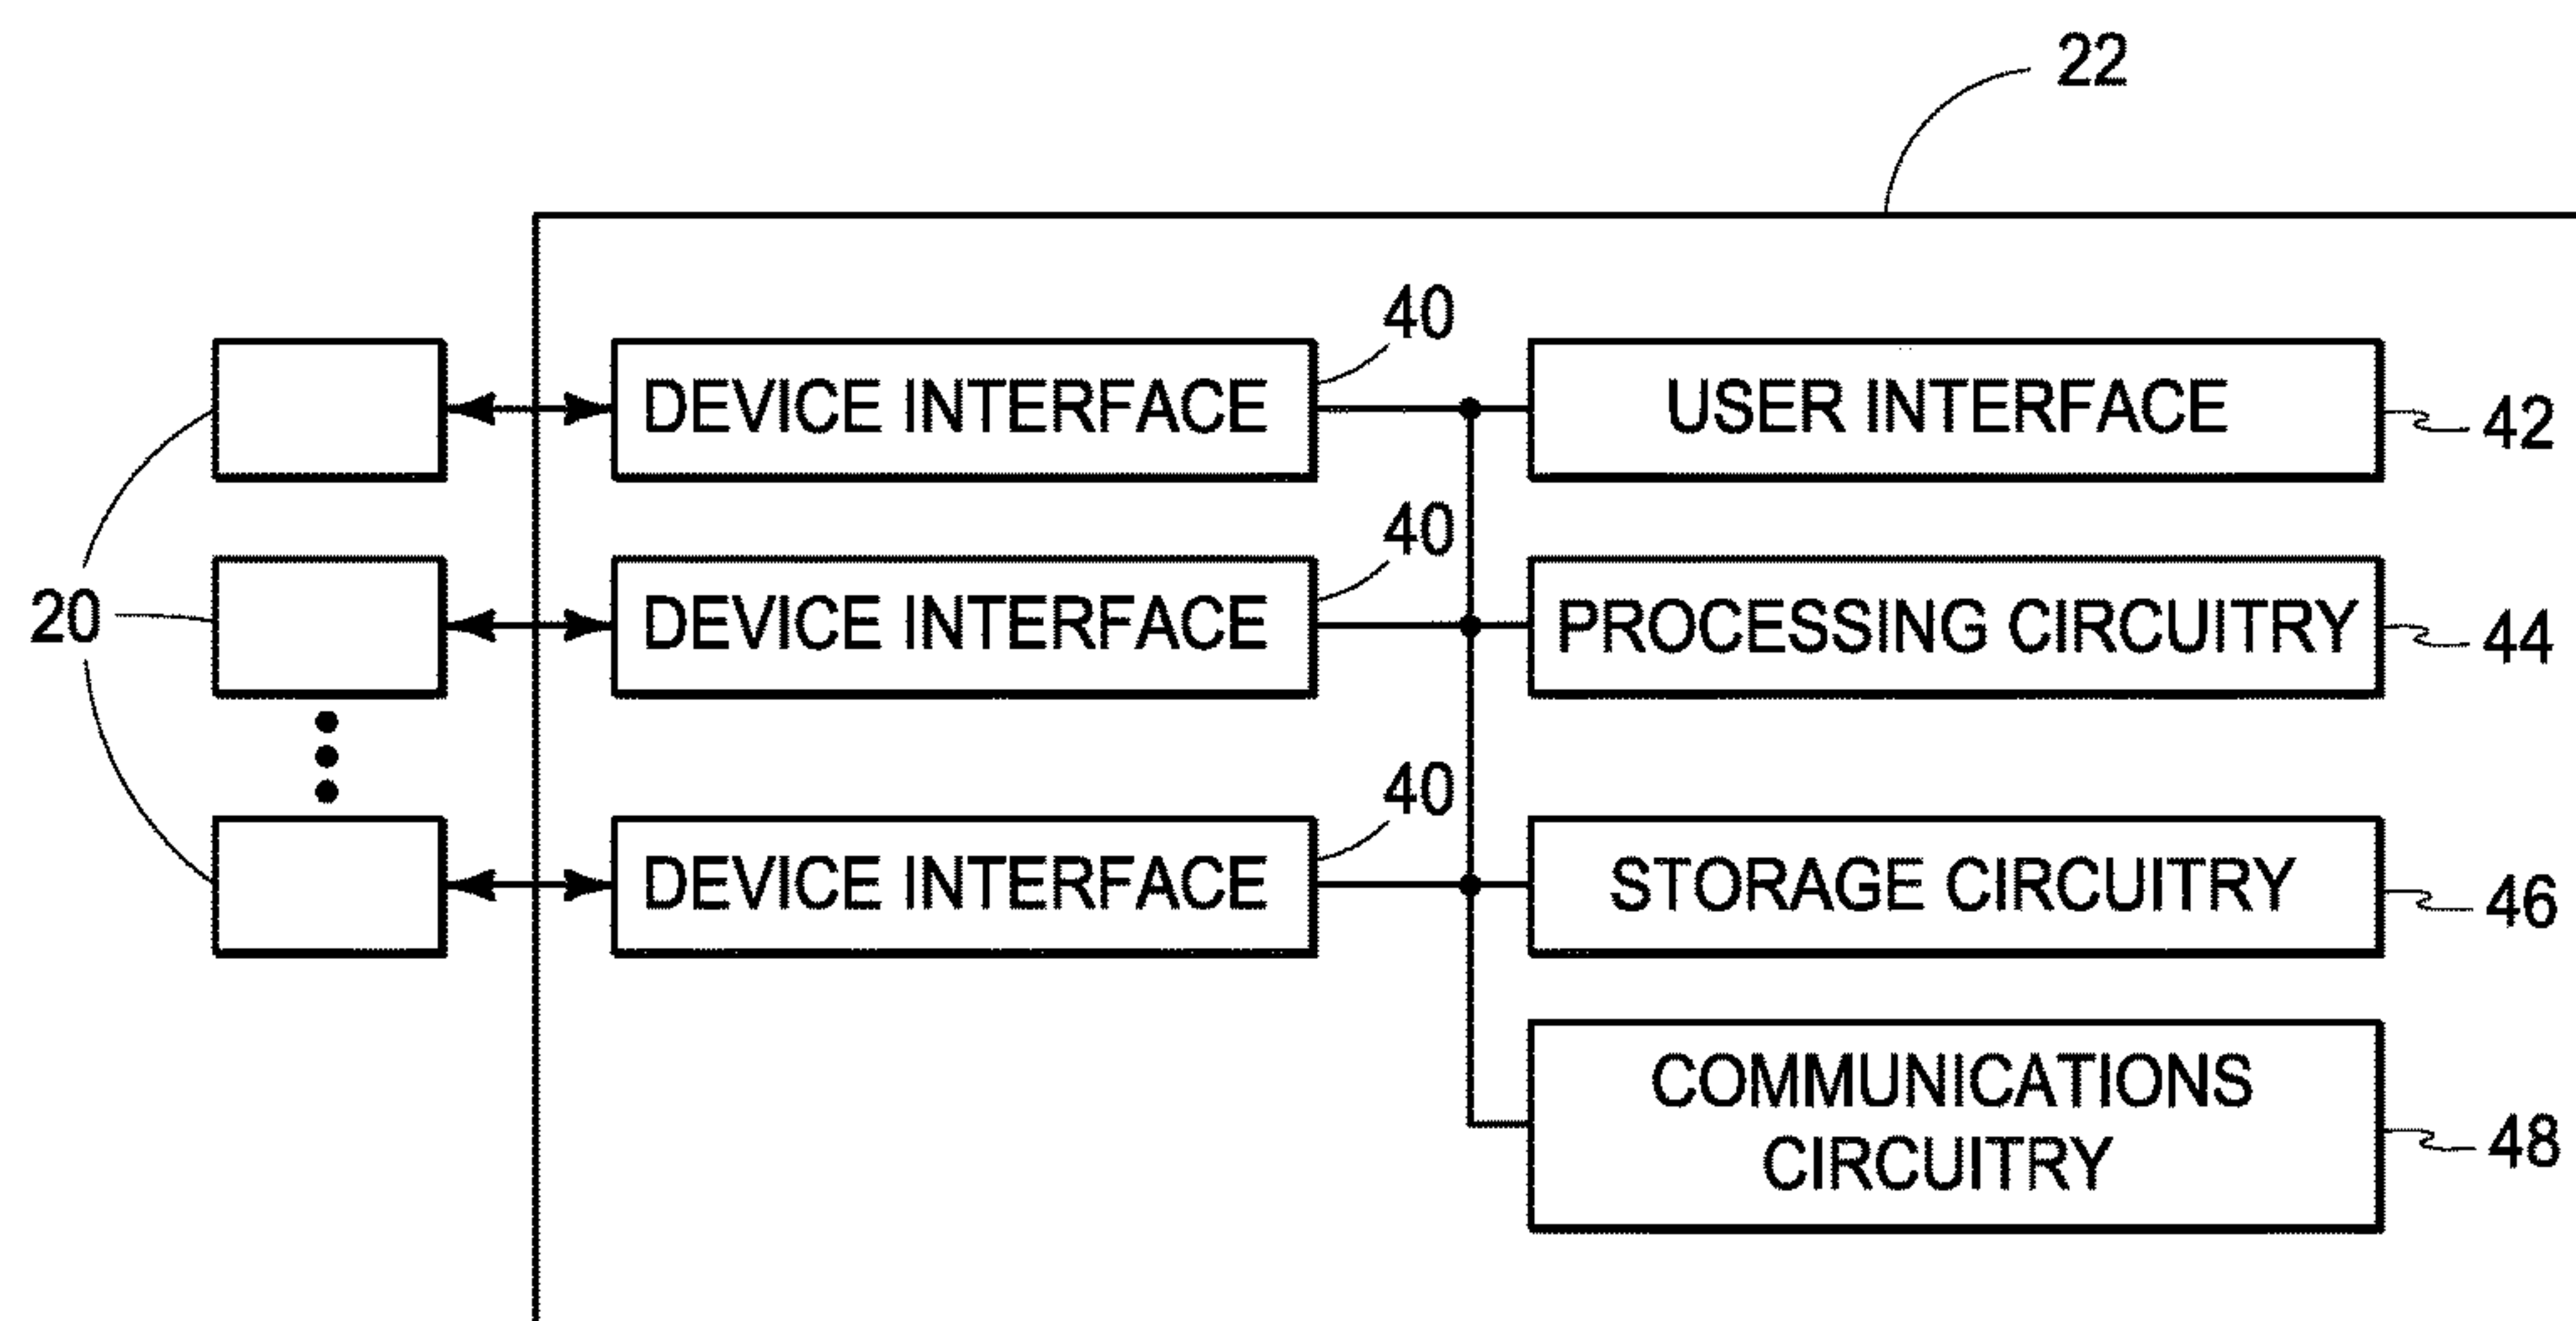 22
40
DEVICE INTERFACE
USER INTERFACE
42
40
20
DEVICE INTERFACE
PROCESSING CIRCUITRY
44
40
DEVICE INTERFACE
STORAGE CIRCUITRY
46
COMMUNICATIONS
CIRCUITRY
48